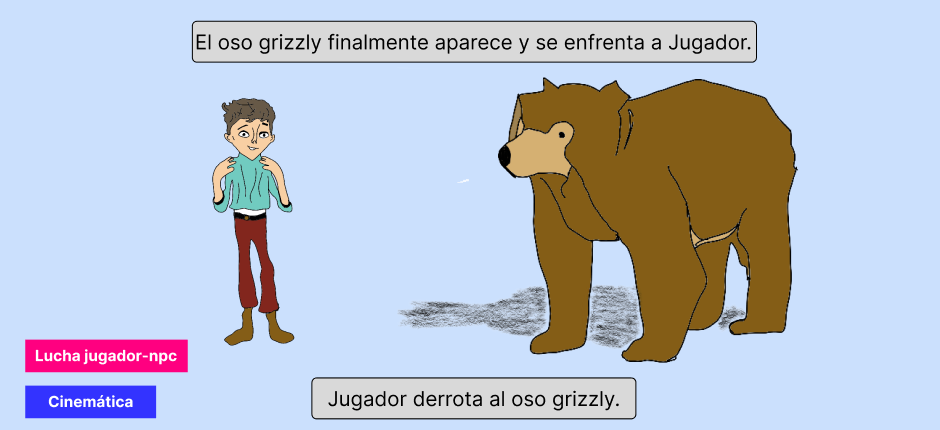 El oso grizzly finalmente aparece y se enfrenta a Jugador.
Lucha jugador-npc
Cinemática
Jugador derrota al oso grizzly.